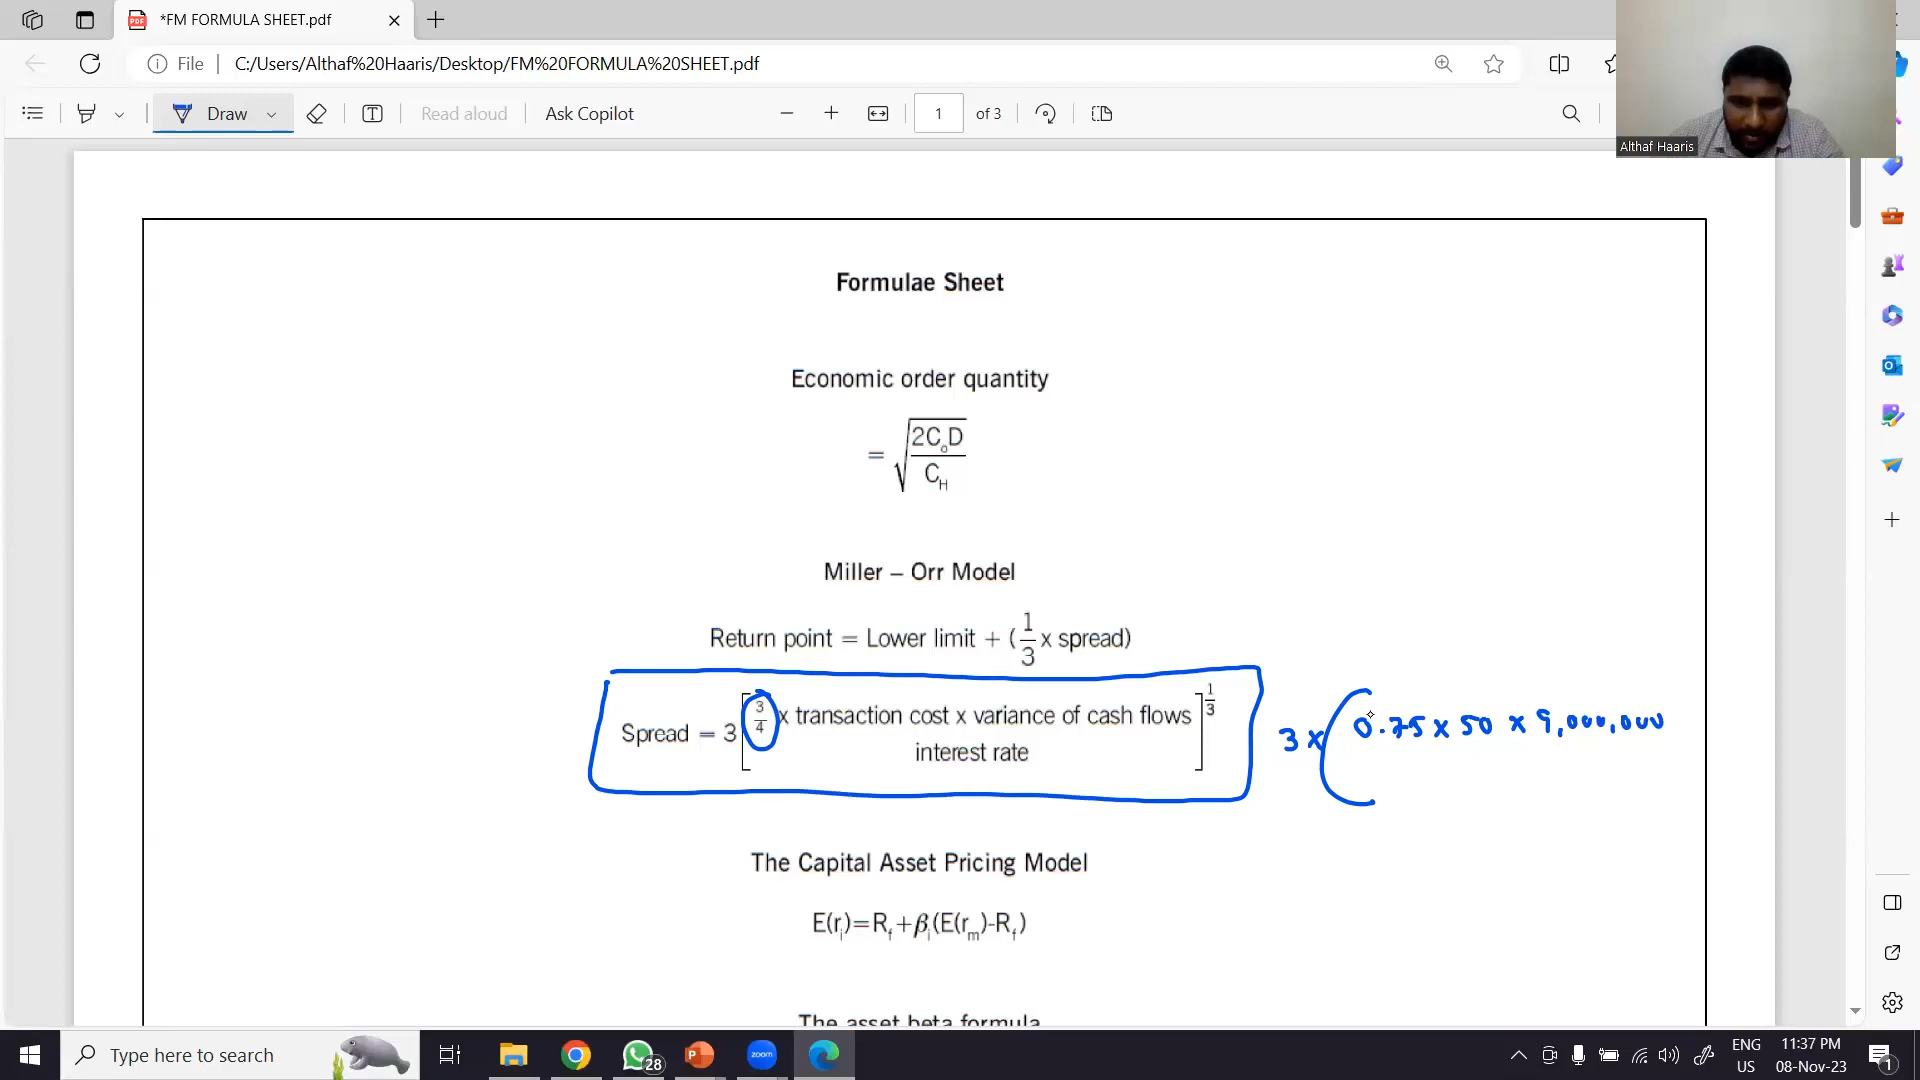 *FM FORMULA SHEET.pdf
File
C:/Users/Althaf%20Haaris/Desktop/FM%20FORMULA%20SHEET.pdf
Draw
Read aloud
Ask Copilot
1
of 3
Althaf Haaris
Formulae Sheet
Economic order quantity
= √(2CₒD / C_H)
Miller – Orr Model
Return point = Lower limit + (1/3 x spread)
Spread = 3 [ (3/4 x transaction cost x variance of cash flows) / interest rate ]^(1/3)
3 x ( 0.75 x 50 x 9,000,000
The Capital Asset Pricing Model
E(rᵢ)=R_f+βᵢ(E(r_m)-R_f)
The asset beta formula
Type here to search
28
zoom
ENG
US
11:37 PM
08-Nov-23
1